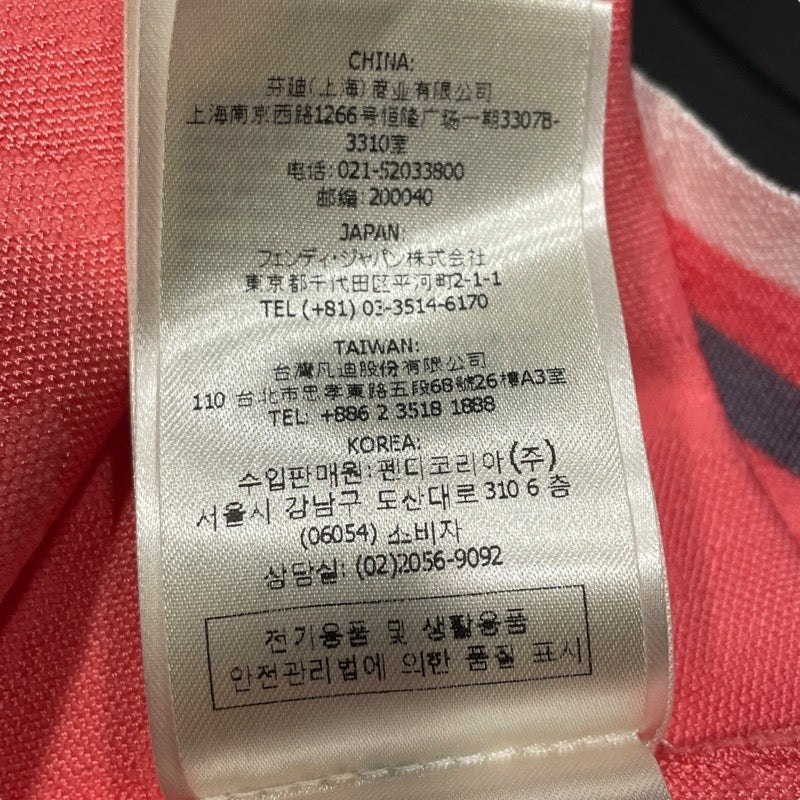 CHINA:
芬迪(上海)商业有限公司
上海南京西路1266号恒隆广场一期3307B-
3310室
电话: 021-52033800
邮编: 200040
JAPAN:
フェンディ・ジャパン株式会社
東京都千代田区平河町2-1-1
TEL (+81) 03-3514-6170
TAIWAN:
台灣凡迪股份有限公司
110 台北市忠孝東路五段68號26樓A3室
TEL: +886 2 3518 1888
KOREA:
수입판매원: 펜디코리아(주)
서울시 강남구 도산대로 310 6 층
(06054) 소비자
상담실: (02)2056-9092
전기용품 및 생활용품
안전관리법에 의한 품질 표시